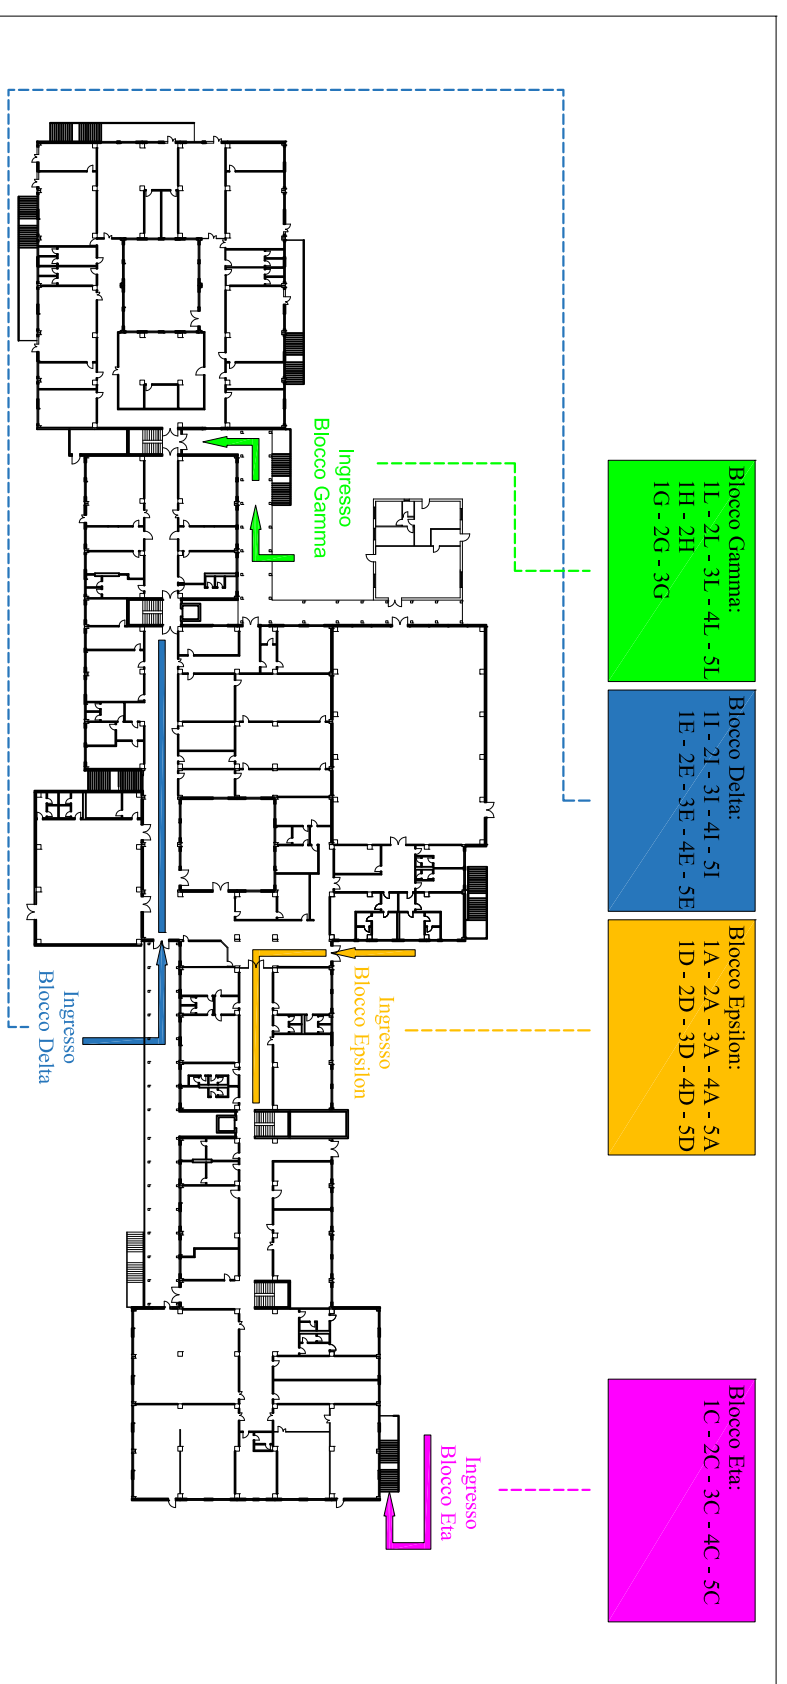 Blocco Gamma:
1L - 2L - 3L - 4L - 5L
1H - 2H
1G - 2G - 3G
Blocco Delta:
1I - 2I - 3I - 4I - 5I
1E - 2E - 3E - 4E - 5E
Blocco Epsilon:
1A - 2A - 3A - 4A - 5A
1D - 2D - 3D - 4D - 5D
Blocco Eta:
1C - 2C - 3C - 4C - 5C
Ingresso
Blocco Gamma
Ingresso
Blocco Epsilon
Ingresso
Blocco Eta
Ingresso
Blocco Delta